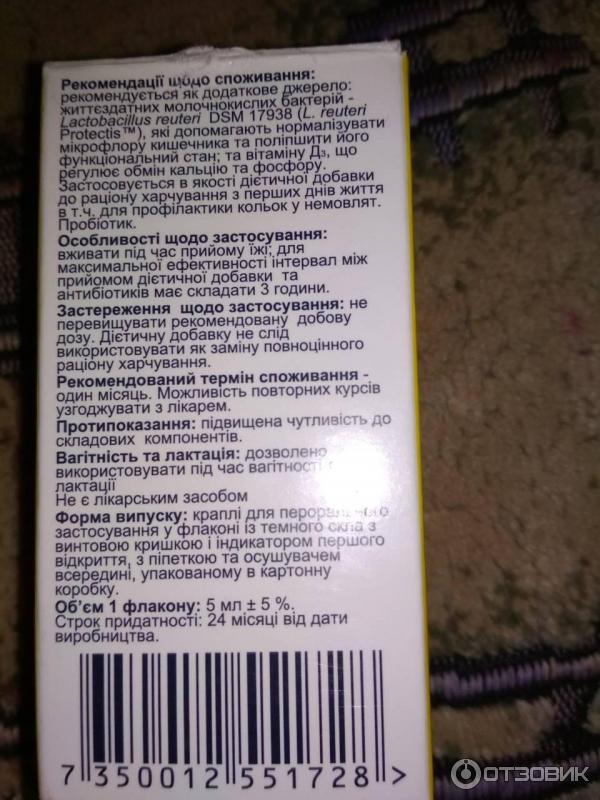 Рекомендації щодо споживання:
рекомендується як додаткове джерело:
життєздатних молочнокислих бактерій -
Lactobacillus reuteri DSM 17938 (L. reuteri
Protectis™), які допомагають нормалізувати
мікрофлору кишечника та поліпшити його
функціональний стан; та вітаміну Д₃, що
регулює обмін кальцію та фосфору.
Застосовується в якості дієтичної добавки
до раціону харчування з перших днів життя
в т.ч. для профілактики кольок у немовлят.
Пробіотик.
Особливості щодо застосування:
вживати під час прийому їжі; для
максимальної ефективності інтервал між
прийомом дієтичної добавки та
антибіотиків має складати 3 години.
Застереження щодо застосування: не
перевищувати рекомендовану добову
дозу. Дієтичну добавку не слід
використовувати як заміну повноцінного
раціону харчування.
Рекомендований термін споживання -
один місяць. Можливість повторних курсів
узгоджувати з лікарем.
Протипоказання: підвищена чутливість до
складових компонентів.
Вагітність та лактація: дозволено
використовувати під час вагітності
лактації
Не є лікарським засобом
Форма випуску: краплі для перорального
застосування у флаконі із темного скла з
винтовою кришкою і індикатором першого
відкриття, з піпеткою та осушувачем
всередині, упакованому в картонну
коробку.
Об'єм 1 флакону: 5 мл ± 5 %.
Строк придатності: 24 місяці від дати
виробництва.
7 350012 551728 >
ОТЗОВИК